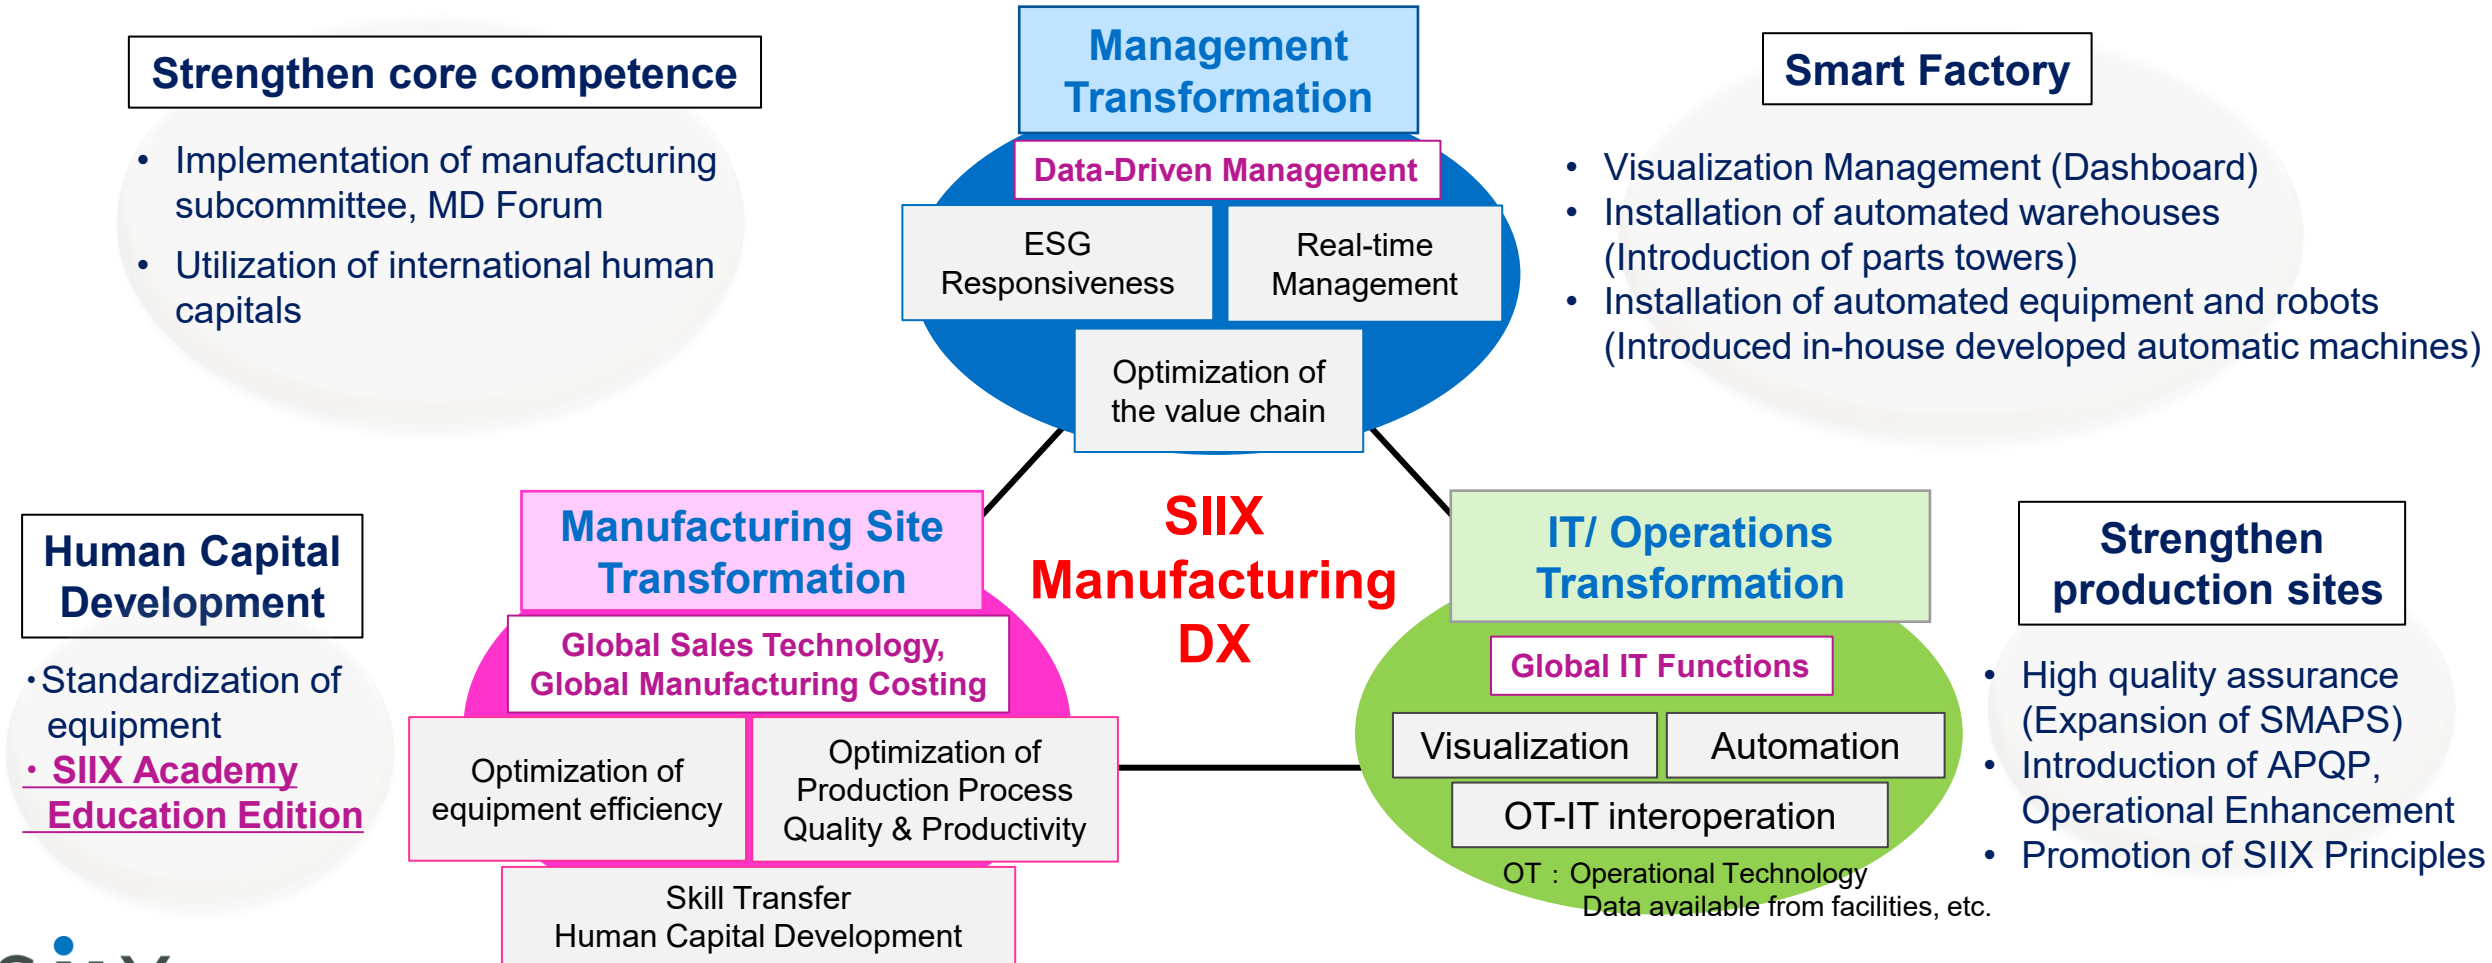 Strengthen core competence
• Implementation of manufacturing
subcommittee, MD Forum
• Utilization of international human
capitals
Management
Transformation
Data-Driven Management
ESG
Responsiveness
Real-time
Management
Optimization of
the value chain
Smart Factory
• Visualization Management (Dashboard)
• Installation of automated warehouses
(Introduction of parts towers)
• Installation of automated equipment and robots
(Introduced in-house developed automatic machines)
Human Capital
Development
・Standardization of
equipment
・ SIIX Academy
Education Edition
Manufacturing Site
Transformation
Global Sales Technology,
Global Manufacturing Costing
Optimization of
equipment efficiency
Optimization of
Production Process
Quality & Productivity
Skill Transfer
Human Capital Development
SIIX
Manufacturing
DX
IT/ Operations
Transformation
Global IT Functions
Visualization
Automation
OT-IT interoperation
OT：Operational Technology
Data available from facilities, etc.
Strengthen
production sites
• High quality assurance
(Expansion of SMAPS)
• Introduction of APQP,
Operational Enhancement
• Promotion of SIIX Principles